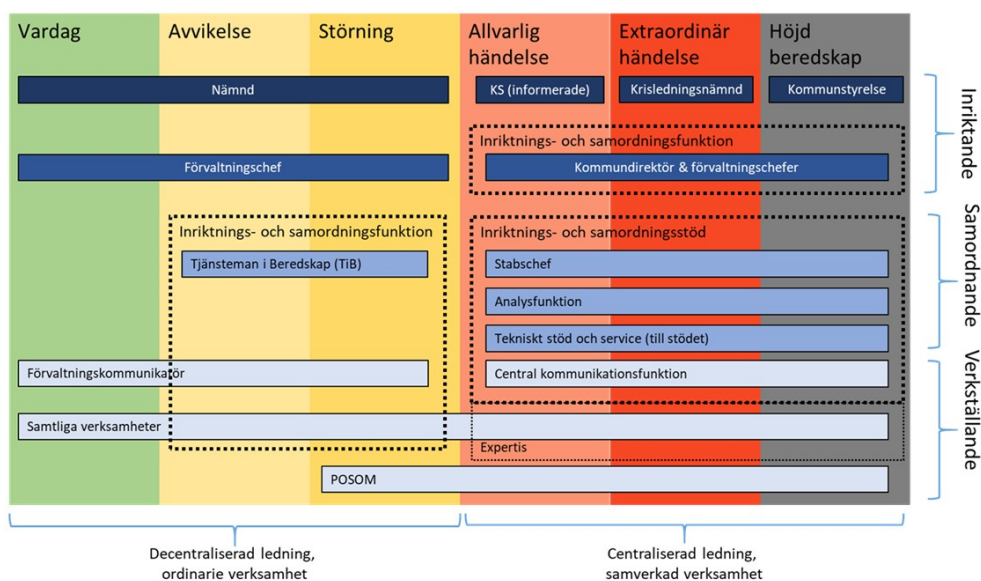 Vardag
Avvikelse
Störning
Allvarlig
händelse
Extraordinär
händelse
Höjd
beredskap
Nämnd
KS (informerade)
Krisledningsnämnd
Kommunstyrelse
Inriktnings- och samordningsfunktion
Förvaltningschef
Kommundirektör & förvaltningschefer
Inriktande
Inriktnings- och samordningsfunktion
Inriktnings- och samordningsstöd
Tjänsteman i Beredskap (TiB)
Stabschef
Analysfunktion
Tekniskt stöd och service (till stödet)
Samordnande
Förvaltningskommunikatör
Central kommunikationsfunktion
Samtliga verksamheter
Expertis
POSOM
Verkställande
Decentraliserad ledning,
ordinarie verksamhet
Centraliserad ledning,
samverkad verksamhet